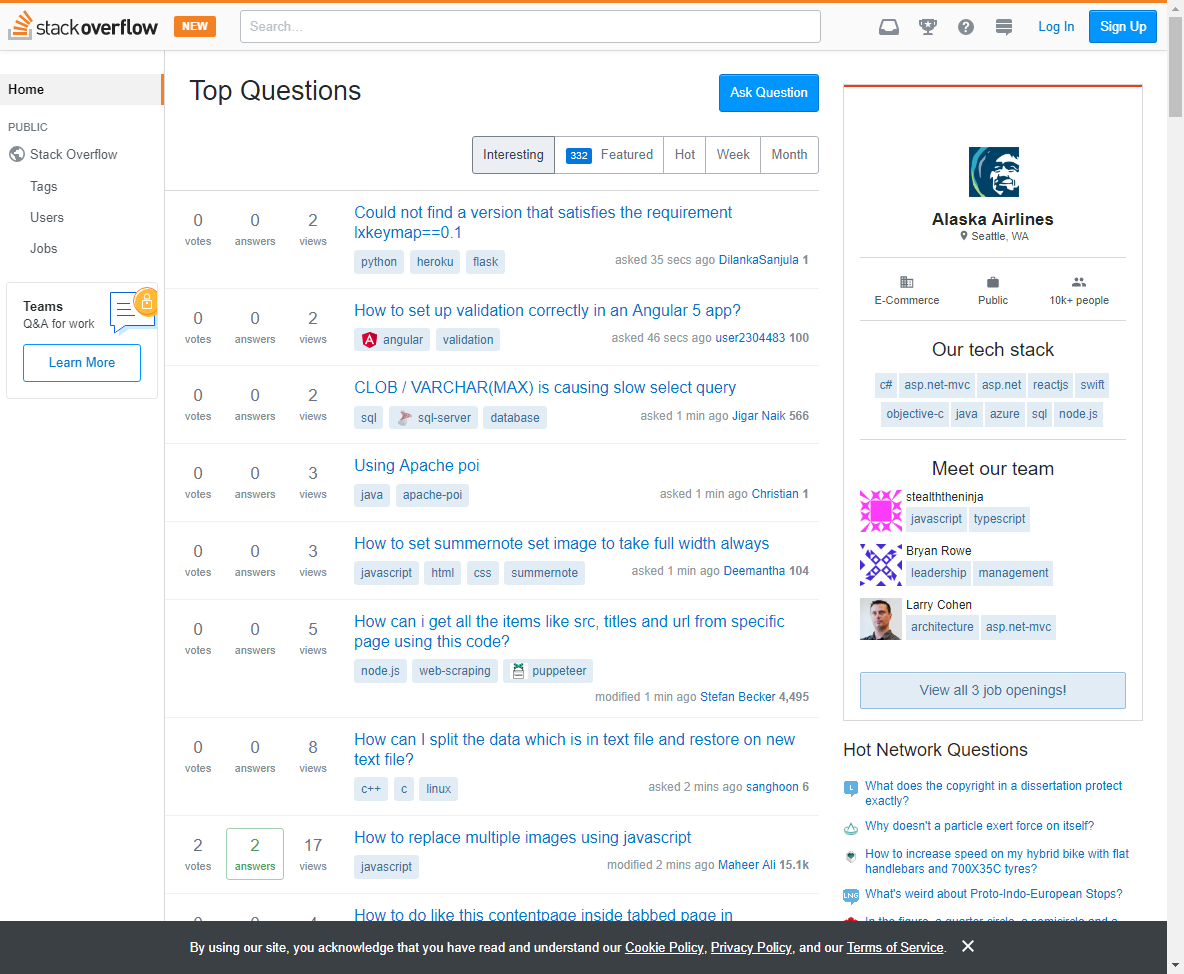 stackoverflow NEW Search... Log In Sign Up
Home
PUBLIC
Stack Overflow
Tags
Users
Jobs
Teams
Q&A for work
Learn More
Top Questions Ask Question
Interesting 332 Featured Hot Week Month
0 votes 0 answers 2 views
Could not find a version that satisfies the requirement
lxkeymap==0.1
python heroku flask asked 35 secs ago DilankaSanjula 1
0 votes 0 answers 2 views
How to set up validation correctly in an Angular 5 app?
angular validation asked 46 secs ago user2304483 100
0 votes 0 answers 2 views
CLOB / VARCHAR(MAX) is causing slow select query
sql sql-server database asked 1 min ago Jigar Naik 566
0 votes 0 answers 3 views
Using Apache poi
java apache-poi asked 1 min ago Christian 1
0 votes 0 answers 3 views
How to set summernote set image to take full width always
javascript html css summernote asked 1 min ago Deemantha 104
0 votes 0 answers 5 views
How can i get all the items like src, titles and url from specific
page using this code?
node.js web-scraping puppeteer
modified 1 min ago Stefan Becker 4,495
0 votes 0 answers 8 views
How can I split the data which is in text file and restore on new
text file?
c++ c linux asked 2 mins ago sanghoon 6
2 votes 2 answers 17 views
How to replace multiple images using javascript
javascript modified 2 mins ago Maheer Ali 15.1k
How to do like this contentpage inside tabbed page in
Alaska Airlines
Seattle, WA
E-Commerce Public 10k+ people
Our tech stack
c# asp.net-mvc asp.net reactjs swift
objective-c java azure sql node.js
Meet our team
stealththeninja
javascript typescript
Bryan Rowe
leadership management
Larry Cohen
architecture asp.net-mvc
View all 3 job openings!
Hot Network Questions
What does the copyright in a dissertation protect
exactly?
Why doesn't a particle exert force on itself?
How to increase speed on my hybrid bike with flat
handlebars and 700X35C tyres?
LNG What's weird about Proto-Indo-European Stops?
In the figure, a quarter circle, a semicircle and a
By using our site, you acknowledge that you have read and understand our Cookie Policy, Privacy Policy, and our Terms of Service.